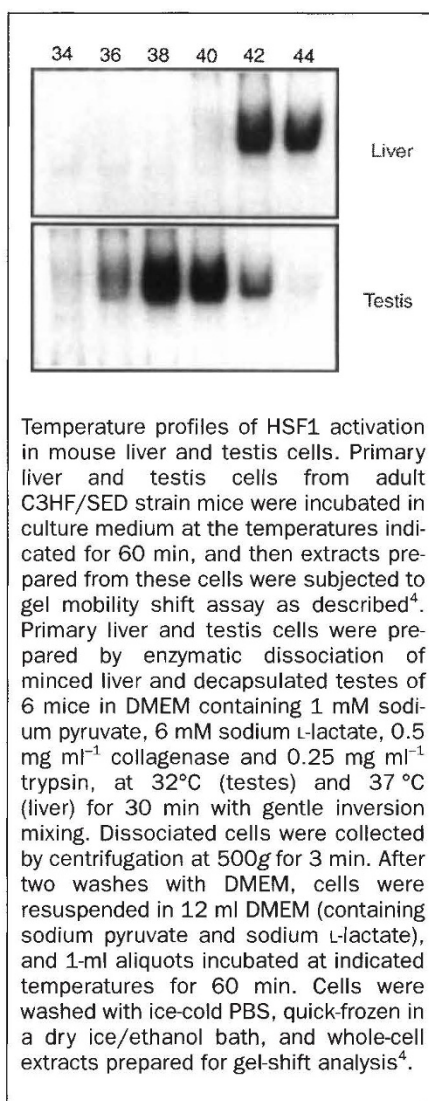 34 36 38 40 42 44
Liver
Testis
Temperature profiles of HSF1 activation
in mouse liver and testis cells. Primary
liver and testis cells from adult
C3HF/SED strain mice were incubated in
culture medium at the temperatures indi-
cated for 60 min, and then extracts pre-
pared from these cells were subjected to
gel mobility shift assay as described⁴.
Primary liver and testis cells were pre-
pared by enzymatic dissociation of
minced liver and decapsulated testes of
6 mice in DMEM containing 1 mM sodi-
um pyruvate, 6 mM sodium L-lactate, 0.5
mg ml⁻¹ collagenase and 0.25 mg ml⁻¹
trypsin, at 32°C (testes) and 37 °C
(liver) for 30 min with gentle inversion
mixing. Dissociated cells were collected
by centrifugation at 500g for 3 min. After
two washes with DMEM, cells were
resuspended in 12 ml DMEM (containing
sodium pyruvate and sodium L-lactate),
and 1-ml aliquots incubated at indicated
temperatures for 60 min. Cells were
washed with ice-cold PBS, quick-frozen in
a dry ice/ethanol bath, and whole-cell
extracts prepared for gel-shift analysis⁴.